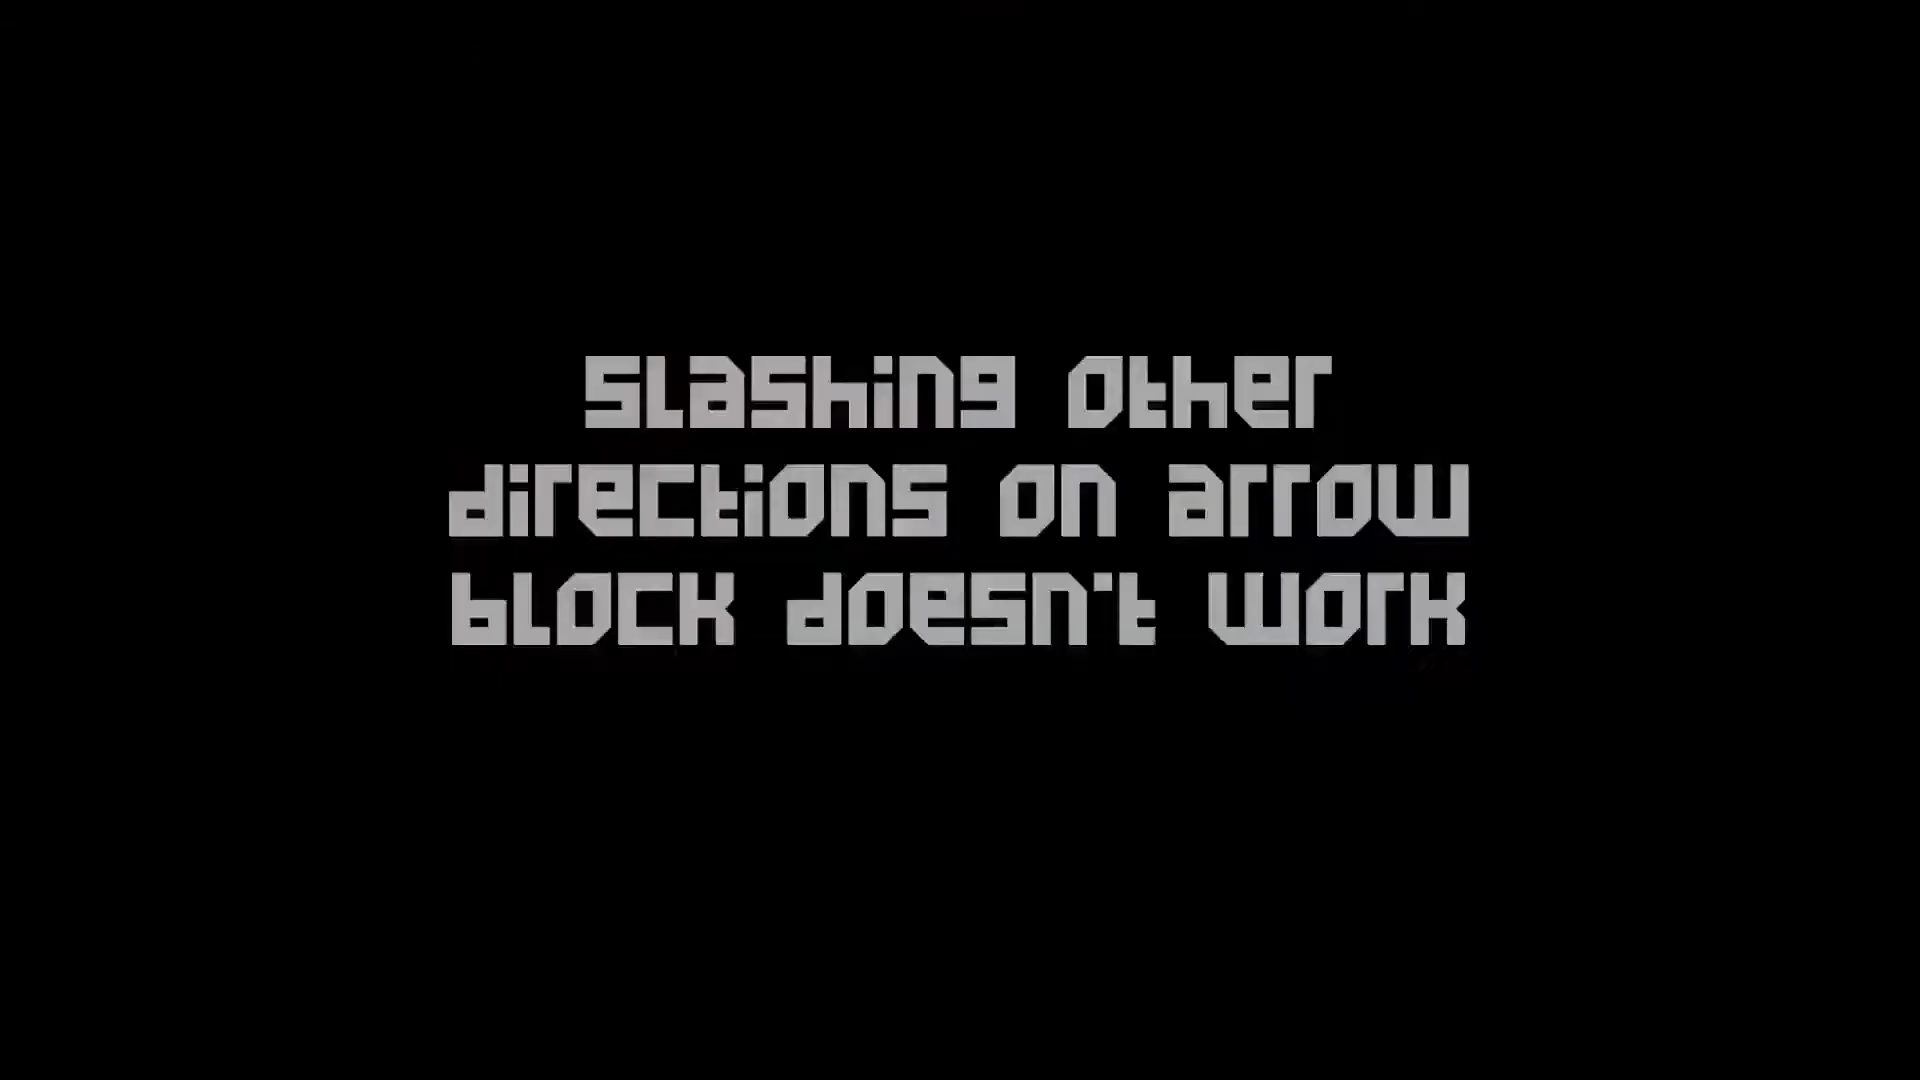 slashing other
directions on arrow
block doesn't work